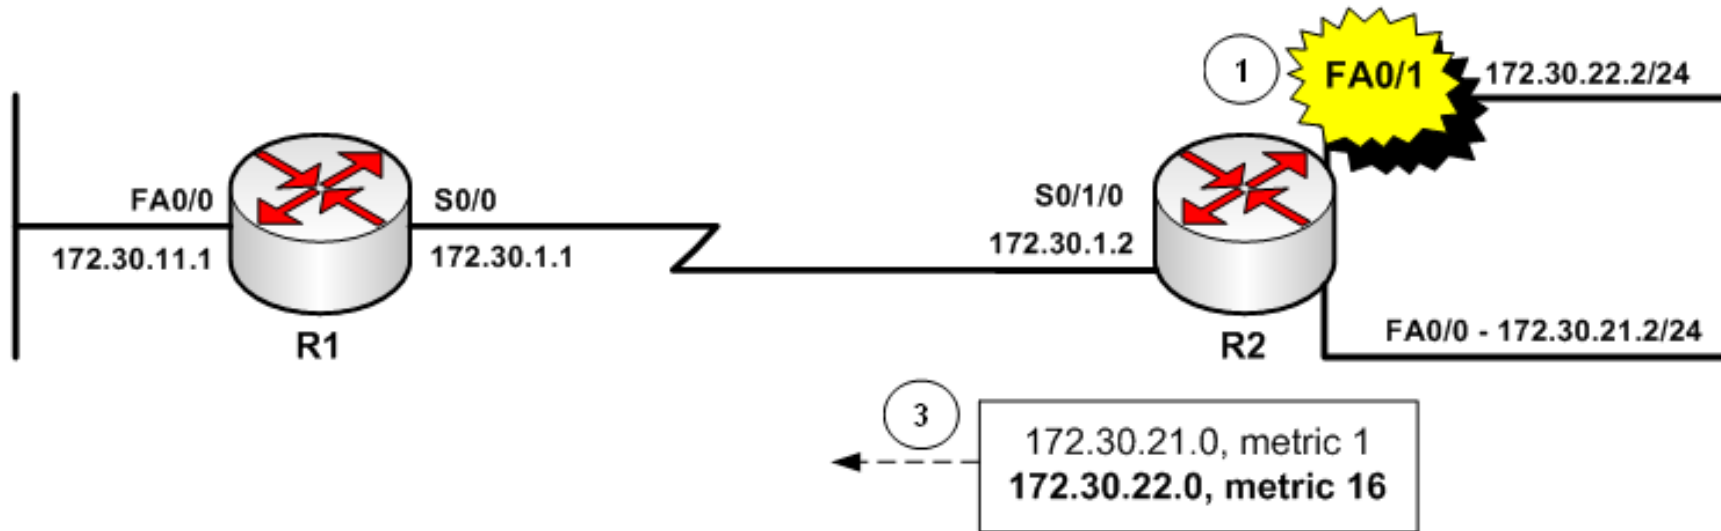 1
FA0/1
172.30.22.2/24
FA0/0
S0/0
S0/1/0
172.30.11.1
172.30.1.1
172.30.1.2
R1
R2
FA0/0 - 172.30.21.2/24
3
172.30.21.0, metric 1
172.30.22.0, metric 16